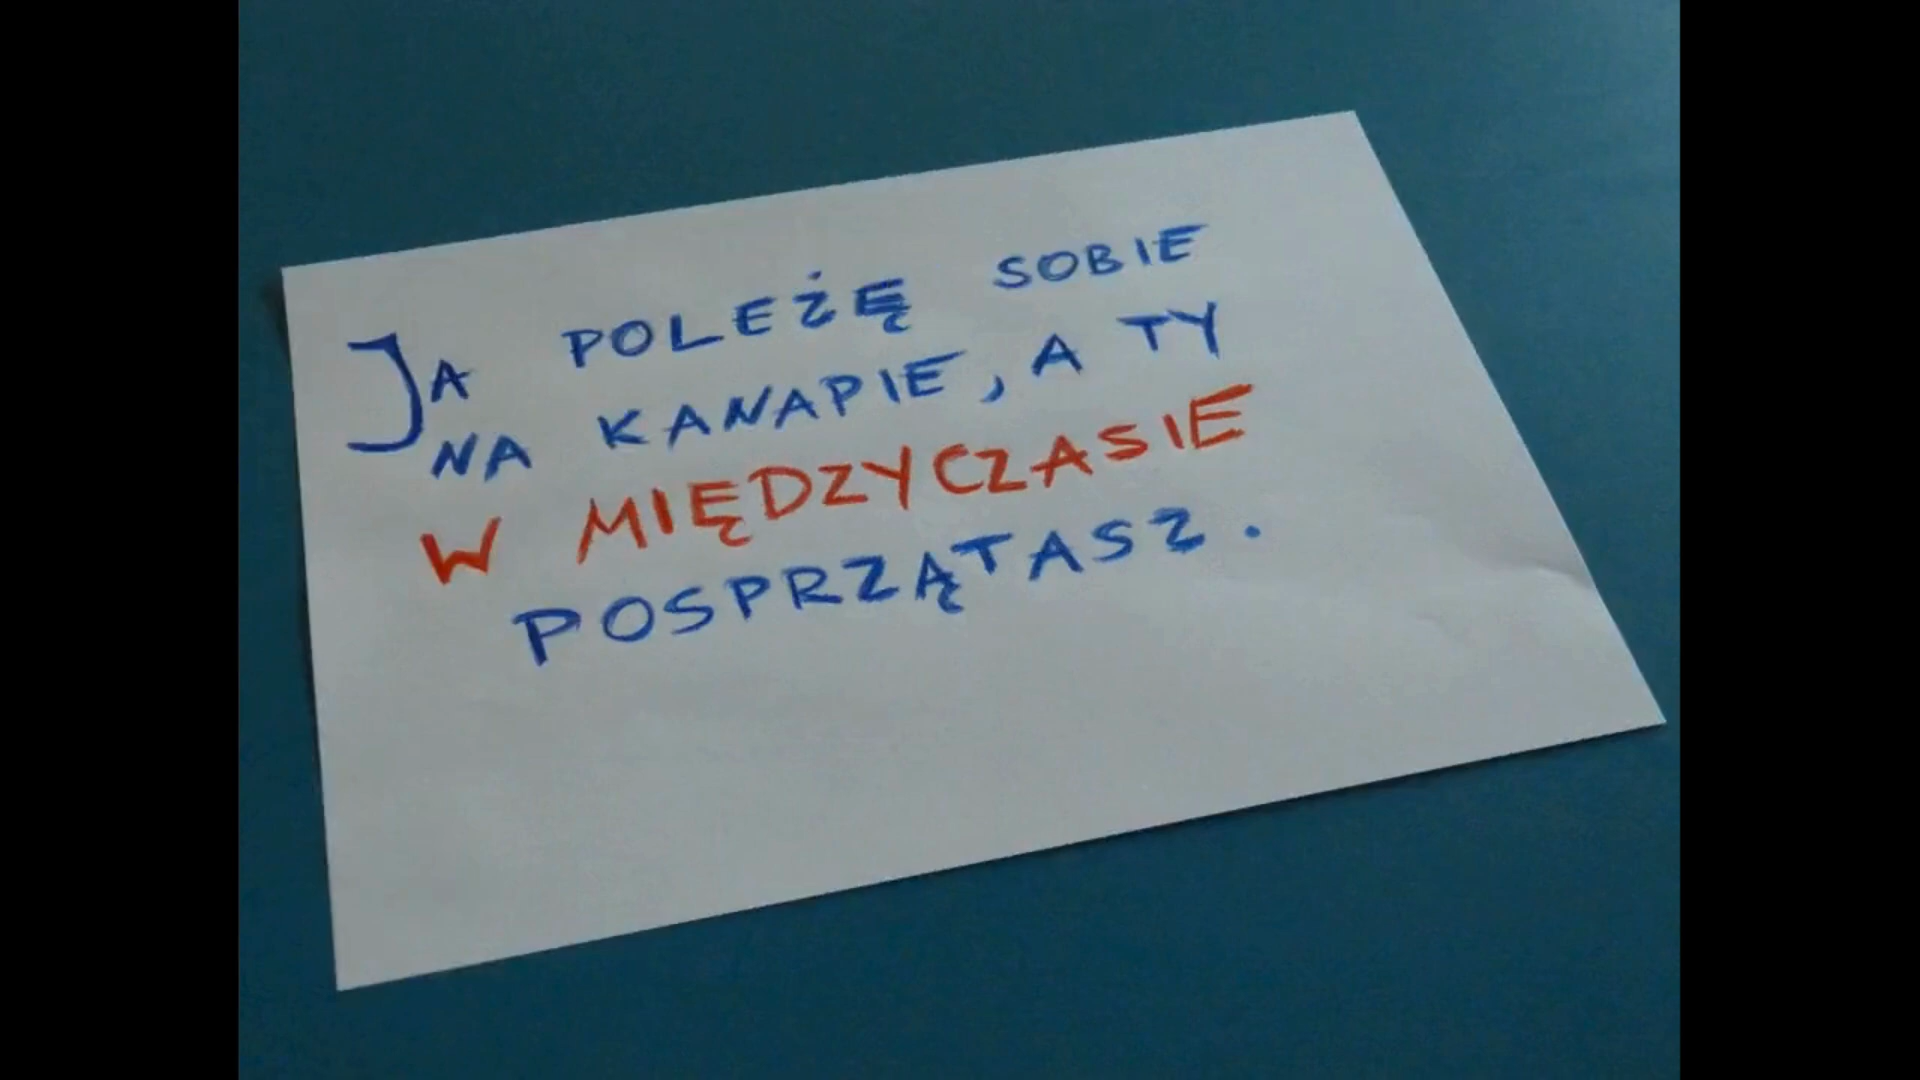 JA POLEŻĘ SOBIE
NA KANAPIE, A TY
W MIĘDZYCZASIE
POSPRZĄTASZ.